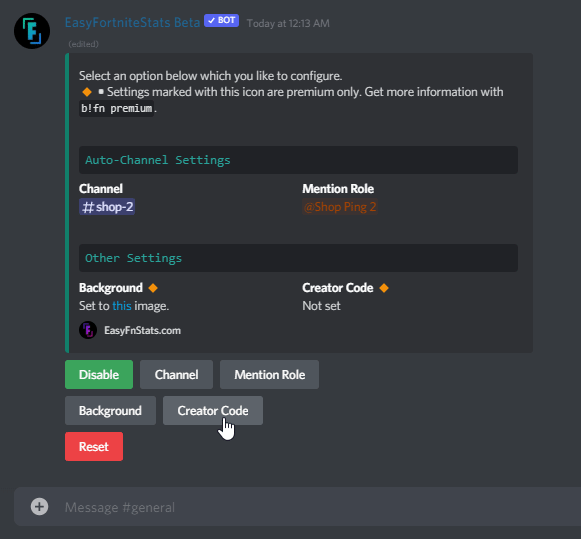 EasyFortniteStats Beta ✓ BOT Today at 12:13 AM
(edited)
Select an option below which you like to configure.
🔸▪ Settings marked with this icon are premium only. Get more information with
b!fn premium.
Auto-Channel Settings
Channel Mention Role
#shop-2 @Shop Ping 2
Other Settings
Background 🔸 Creator Code 🔸
Set to this image. Not set
EasyFnStats.com
Disable Channel Mention Role
Background Creator Code
Reset
Message #general